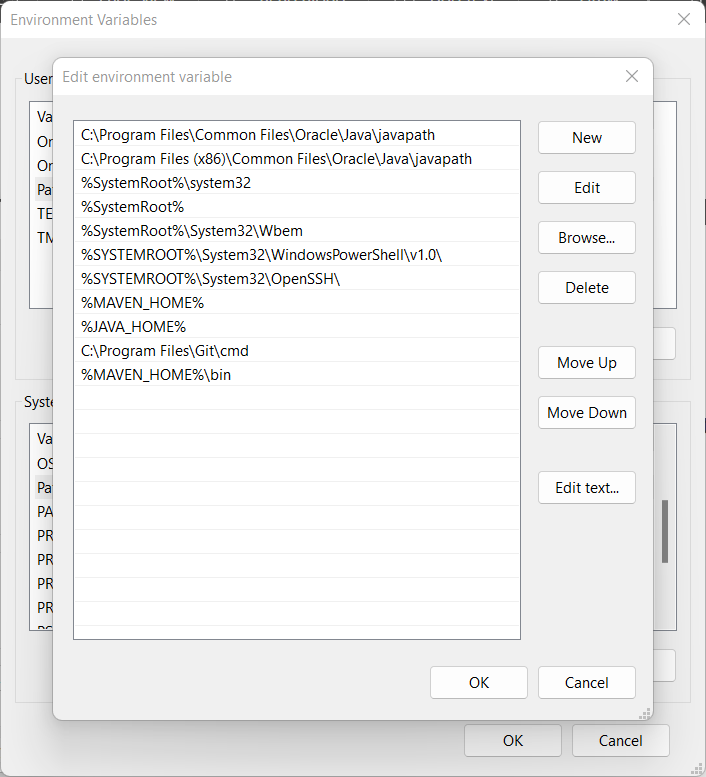 Environment Variables
User
Edit environment variable
Va
Or
Or
Pa
TE
TM
C:\Program Files\Common Files\Oracle\Java\javapath
C:\Program Files (x86)\Common Files\Oracle\Java\javapath
%SystemRoot%\system32
%SystemRoot%
%SystemRoot%\System32\Wbem
%SYSTEMROOT%\System32\WindowsPowerShell\v1.0\
%SYSTEMROOT%\System32\OpenSSH\
%MAVEN_HOME%
%JAVA_HOME%
C:\Program Files\Git\cmd
%MAVEN_HOME%\bin
New
Edit
Browse...
Delete
Move Up
Move Down
Edit text...
Syste
Va
OS
Pa
PA
PR
PR
PR
PR
OK
Cancel
OK
Cancel